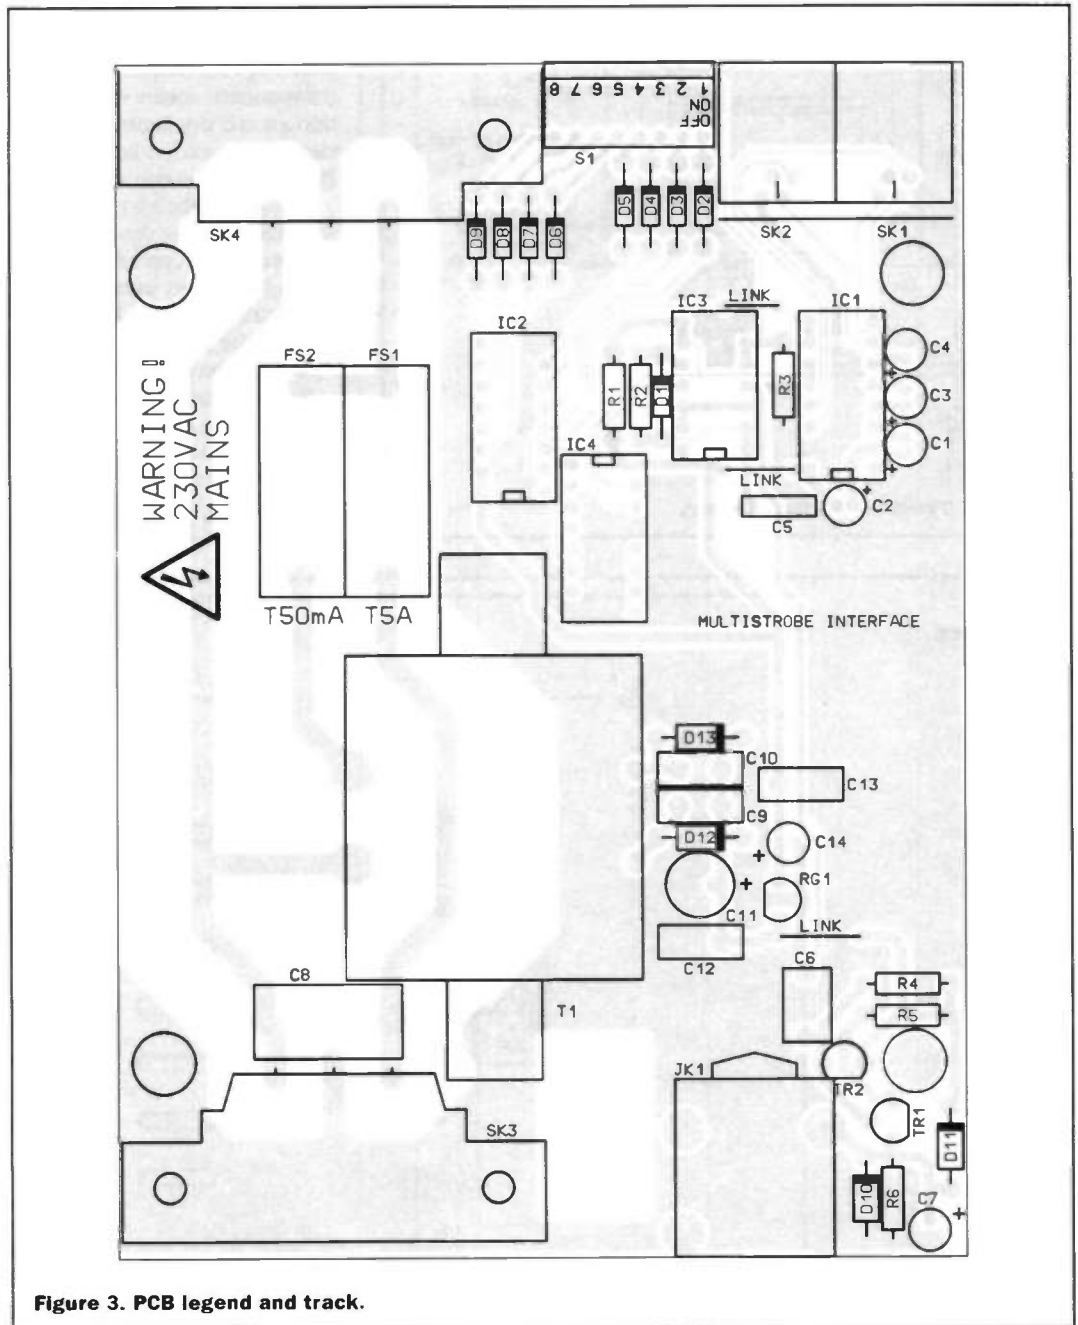 8 7 6 5 4 3 2 1
ON
OFF
S1
SK4
SK2
SK1
D5
D4
D3
D2
D9
D8
D7
D6
IC3
LINK
IC1
IC2
C4
FS2
FS1
R1
R2
D1
R3
C3
C1
IC4
LINK
C5
C2
WARNING!
230VAC
MAINS
T50mA
T5A
MULTISTROBE INTERFACE
D13
C10
C13
C9
D12
C14
RG1
C11
LINK
C12
C6
C8
R4
R5
T1
JK1
TR2
TR1
SK3
D11
D10
R6
C7
Figure 3. PCB legend and track.